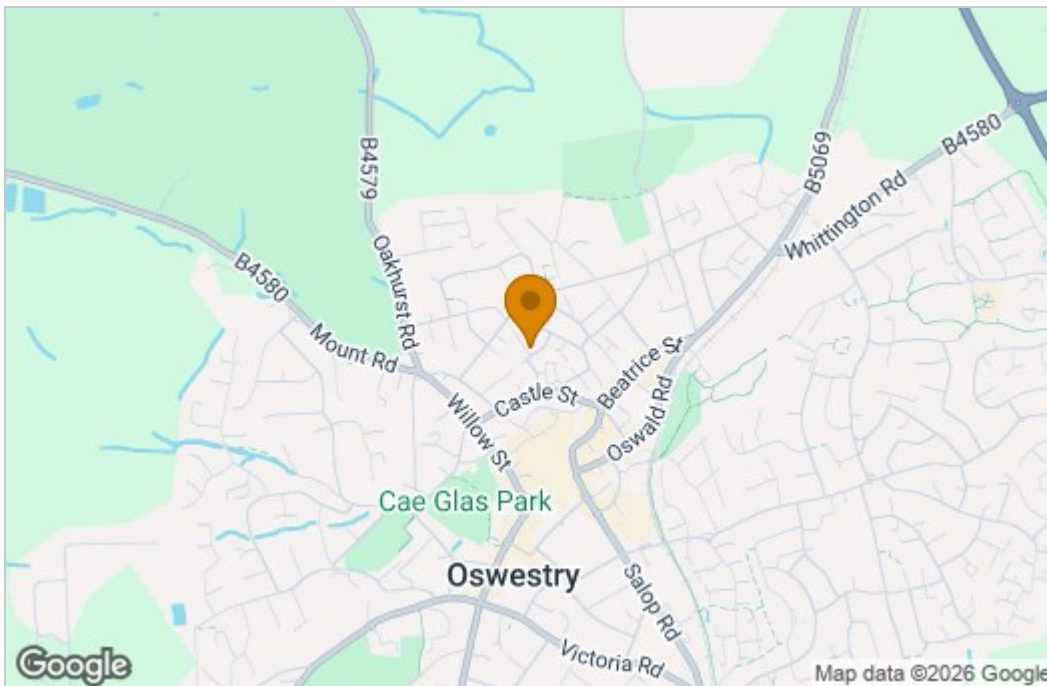 B4579
B5069
B4580
Whittington Rd
B4580
Oakhurst Rd
Mount Rd
Beatrice St
Castle St
Willow St
Oswald Rd
Cae Glas Park
Oswestry
Salop Rd
Victoria Rd
Google
Map data ©2026 Google